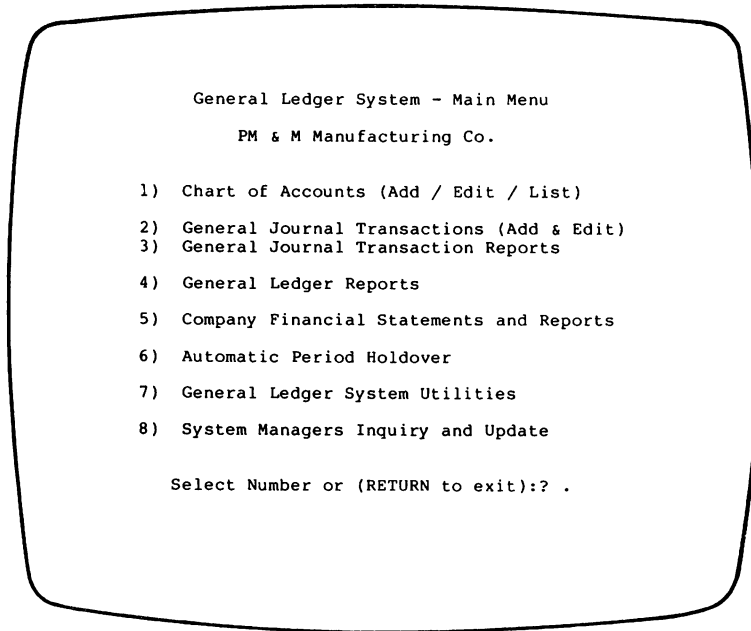 General Ledger System - Main Menu
PM & M Manufacturing Co.
1) Chart of Accounts (Add / Edit / List)
2) General Journal Transactions (Add & Edit)
3) General Journal Transaction Reports
4) General Ledger Reports
5) Company Financial Statements and Reports
6) Automatic Period Holdover
7) General Ledger System Utilities
8) System Managers Inquiry and Update
Select Number or (RETURN to exit):? .